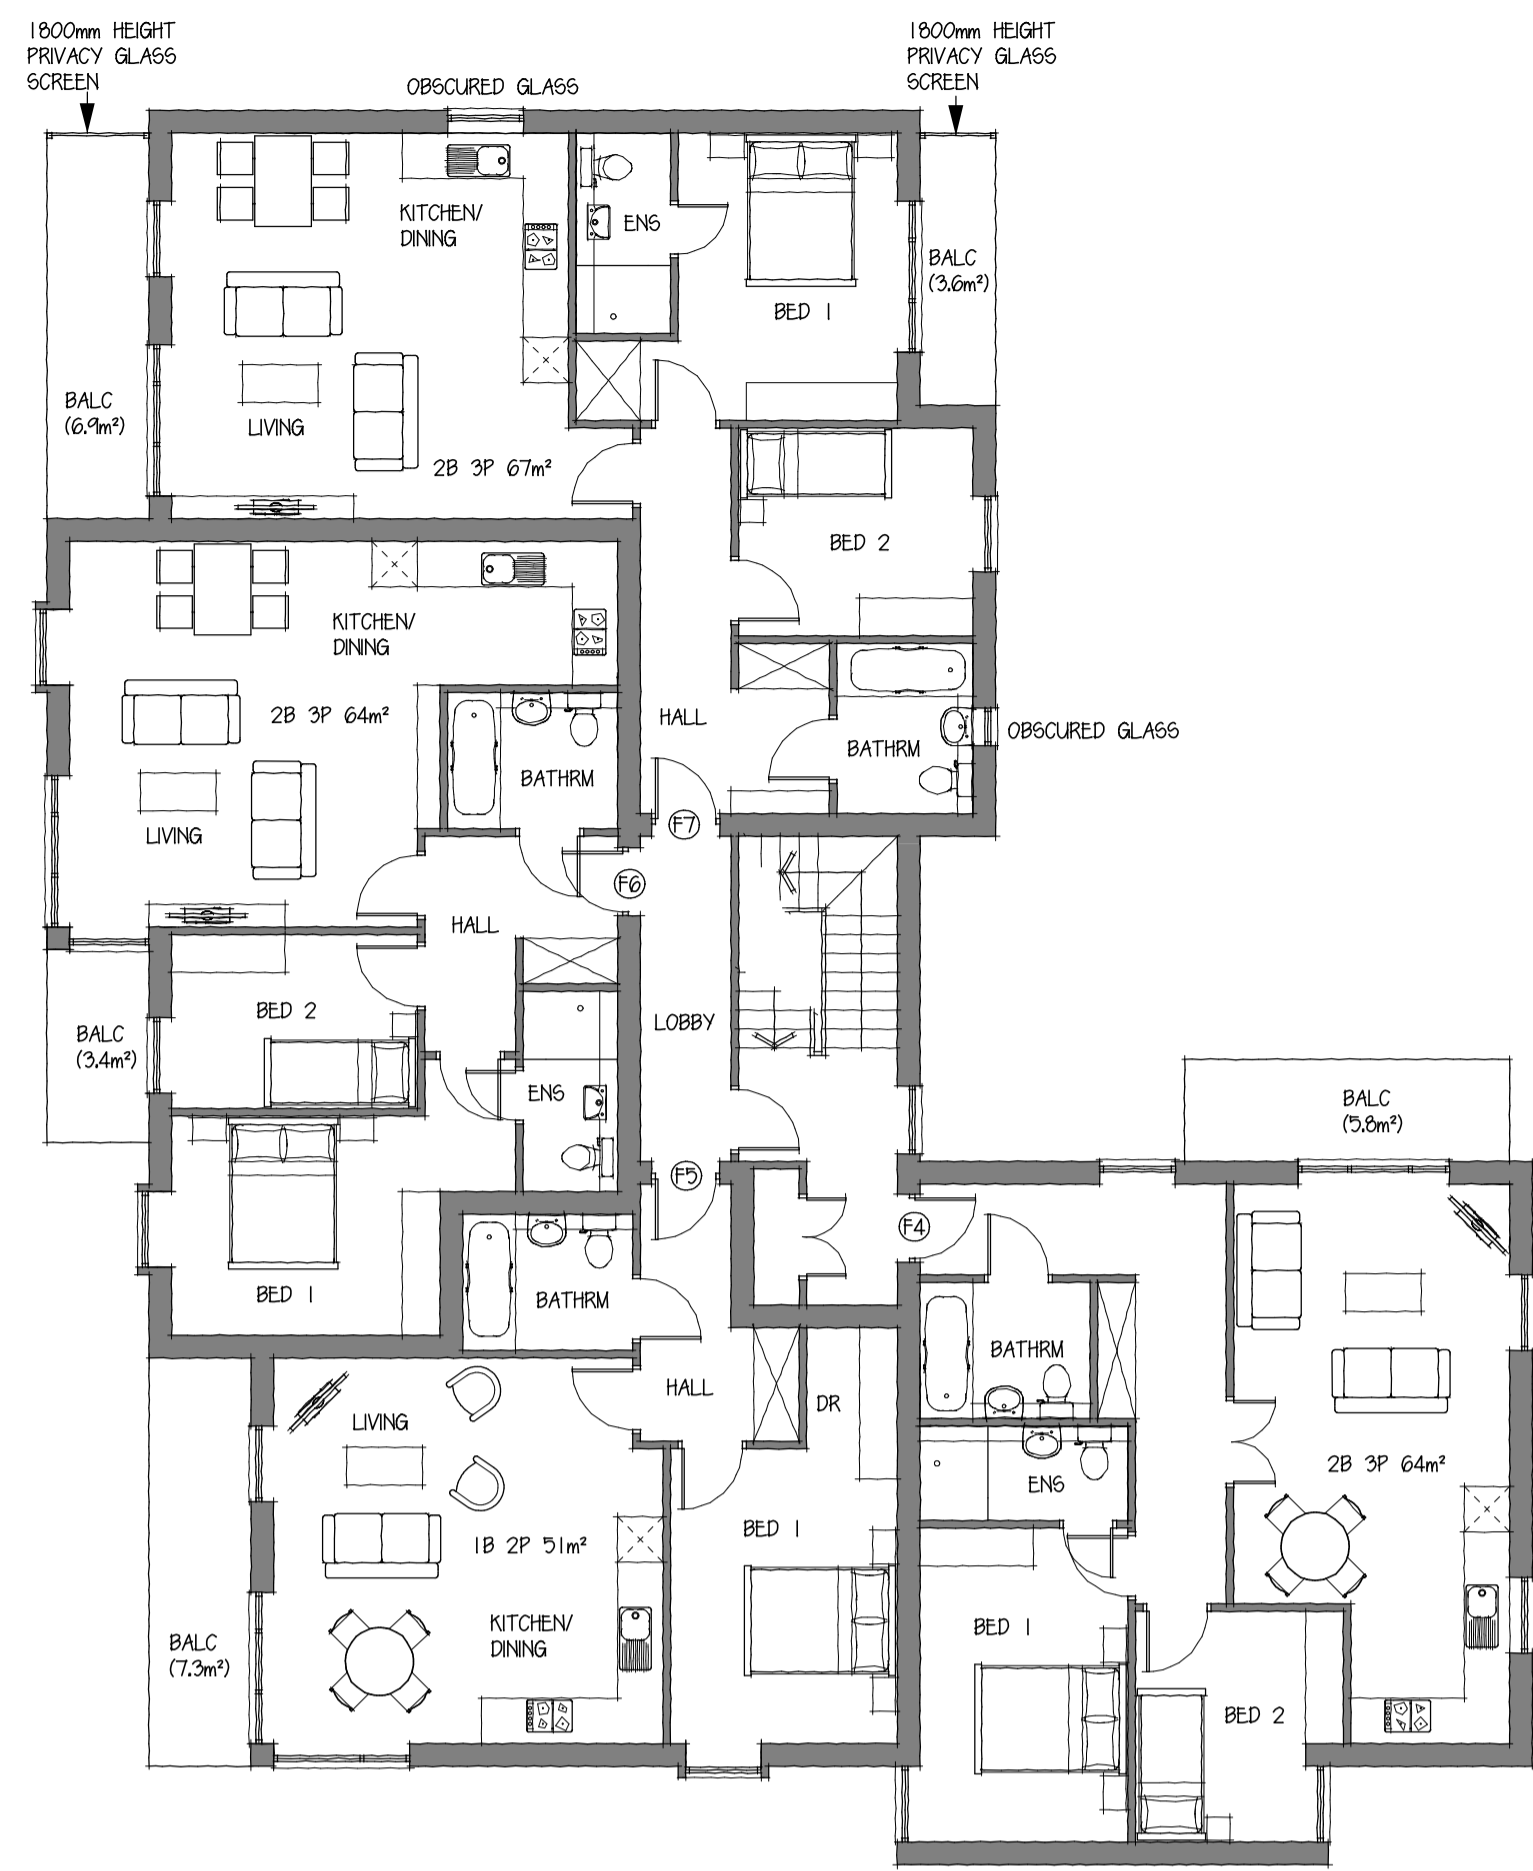 1800mm HEIGHT
PRIVACY GLASS
SCREEN
1800mm HEIGHT
PRIVACY GLASS
SCREEN
OBSCURED GLASS
KITCHEN/
DINING
ENS
BALC
(3.6m²)
BED 1
BALC
(6.9m²)
LIVING
2B 3P 67m²
BED 2
KITCHEN/
DINING
2B 3P 64m²
HALL
OBSCURED GLASS
BATHRM
BATHRM
LIVING
F7
F6
HALL
BED 2
LOBBY
BALC
(3.4m²)
ENS
BALC
(5.8m²)
F5
F4
BED 1
BATHRM
BATHRM
HALL
DR
LIVING
2B 3P 64m²
ENS
BED 1
1B 2P 51m²
KITCHEN/
DINING
BED 1
BALC
(7.3m²)
BED 2